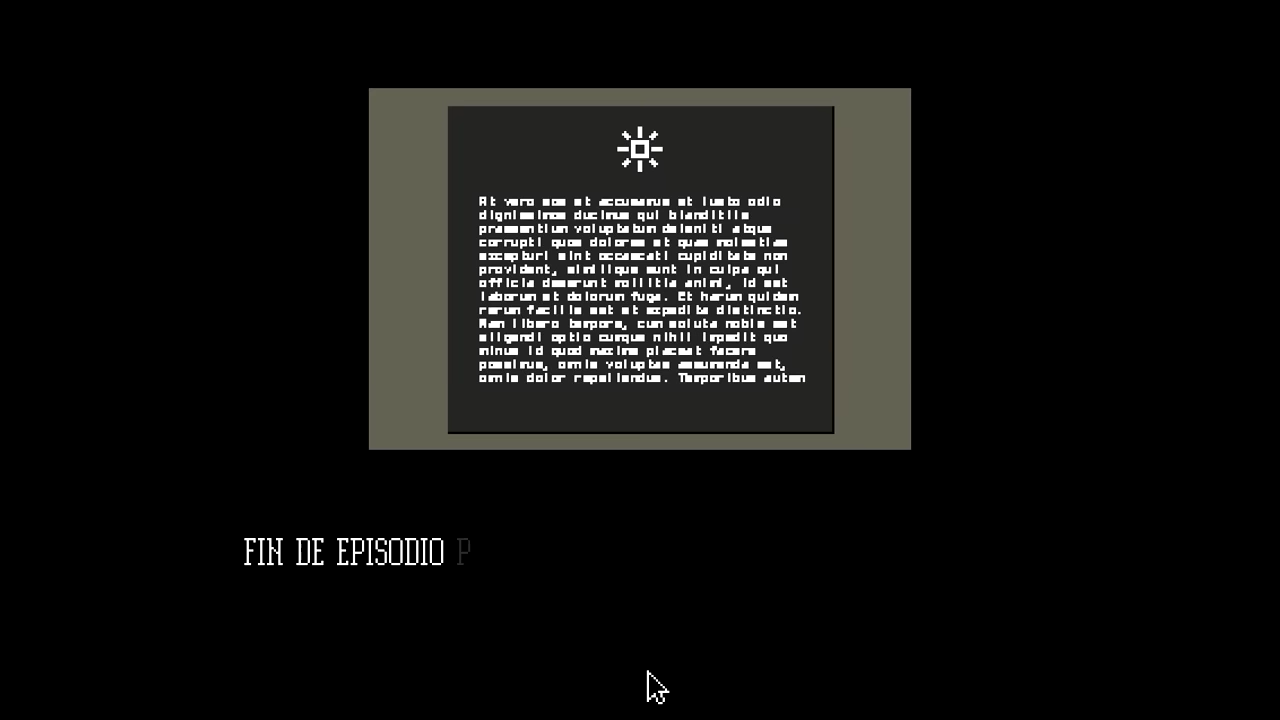 At vero eos et accusamus et iusto odio
dignissimos ducimus qui blanditiis
praesentium voluptatum deleniti atque
corrupti quos dolores et quas molestias
excepturi sint occaecati cupiditate non
provident, similique sunt in culpa qui
officia deserunt mollitia animi, id est
laborum et dolorum fuga. Et harum quidem
rerum facilis est et expedita distinctio.
Nam libero tempore, cum soluta nobis est
eligendi optio cumque nihil impedit quo
minus id quod maxime placeat facere
possimus, omnis voluptas assumenda est,
omnis dolor repellendus. Temporibus autem
FIN DE EPISODIO P